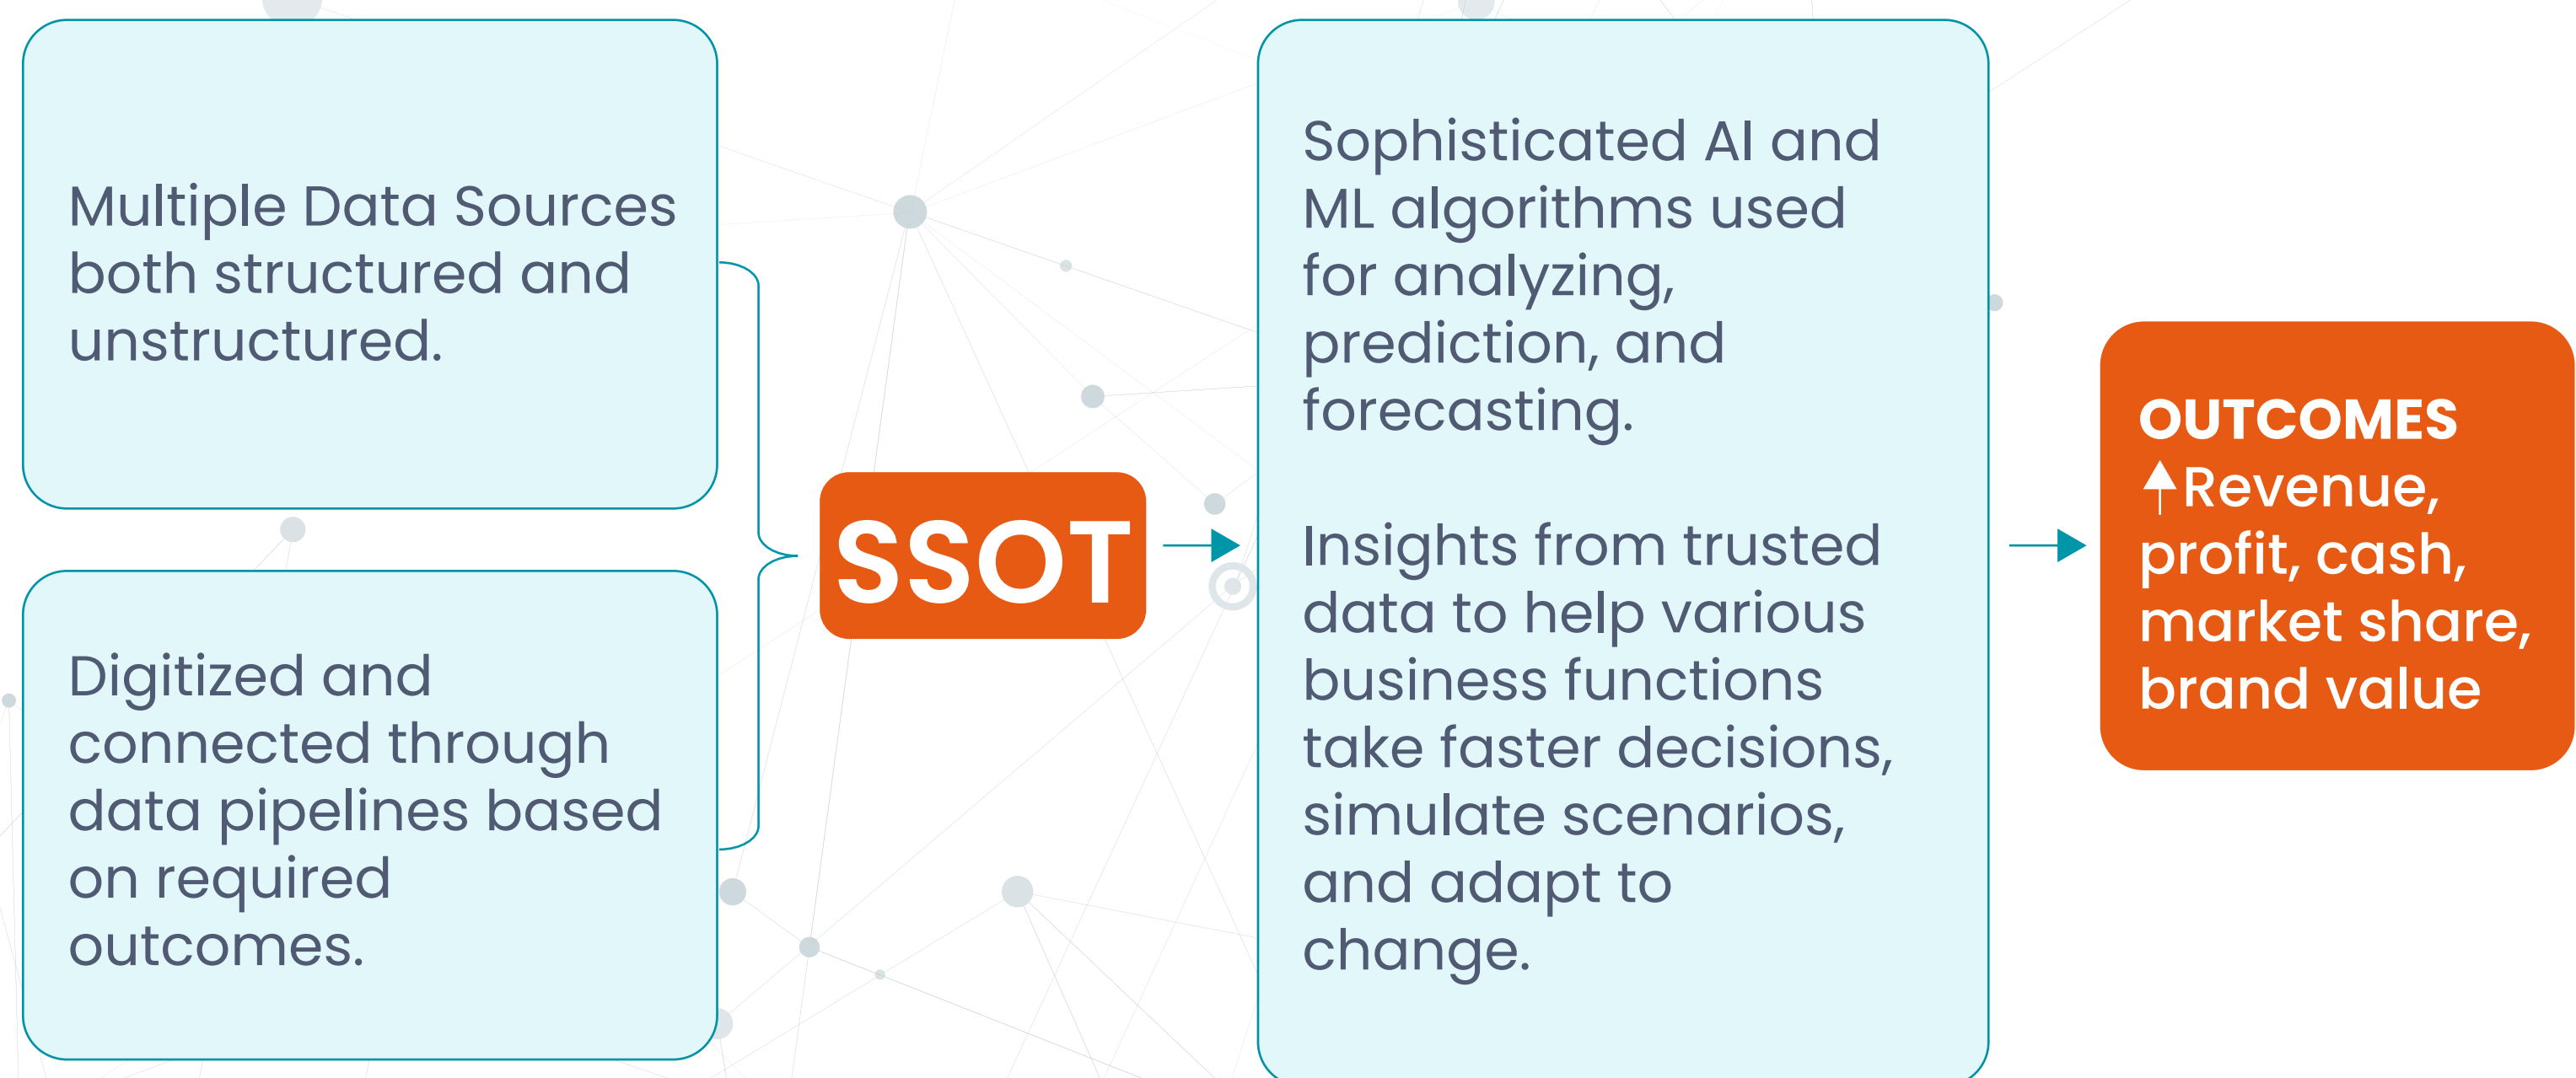 Multiple Data Sources
both structured and
unstructured.
Digitized and
connected through
data pipelines based
on required
outcomes.
SSOT
Sophisticated AI and
ML algorithms used
for analyzing,
prediction, and
forecasting.
Insights from trusted
data to help various
business functions
take faster decisions,
simulate scenarios,
and adapt to
change.
OUTCOMES
Revenue,
profit, cash,
market share,
brand value